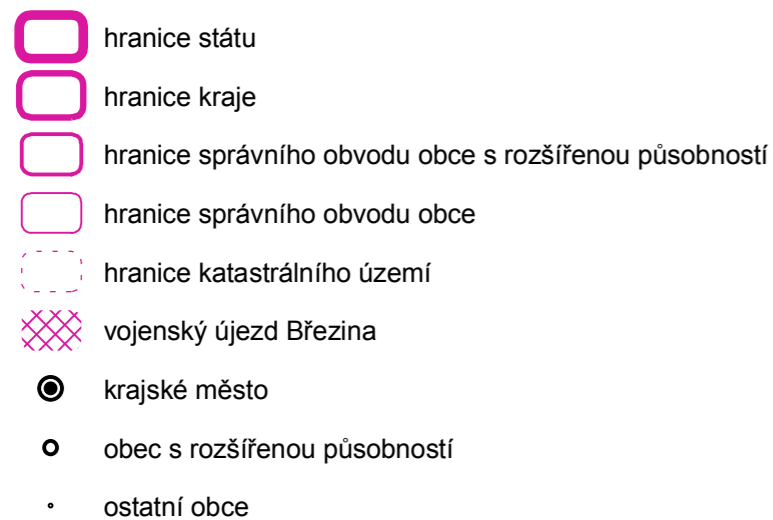 hranice státu
hranice kraje
hranice správního obvodu obce s rozšířenou působností
hranice správního obvodu obce
hranice katastrálního území
vojenský újezd Březina
krajské město
obec s rozšířenou působností
ostatní obce